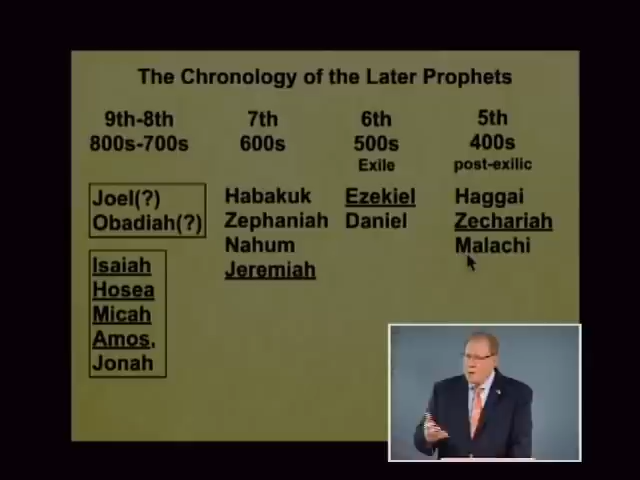 The Chronology of the Later Prophets
9th-8th
800s-700s
Joel(?)
Obadiah(?)
Isaiah
Hosea
Micah
Amos,
Jonah
7th
600s
Habakuk
Zephaniah
Nahum
Jeremiah
6th
500s
Exile
Ezekiel
Daniel
5th
400s
post-exilic
Haggai
Zechariah
Malachi